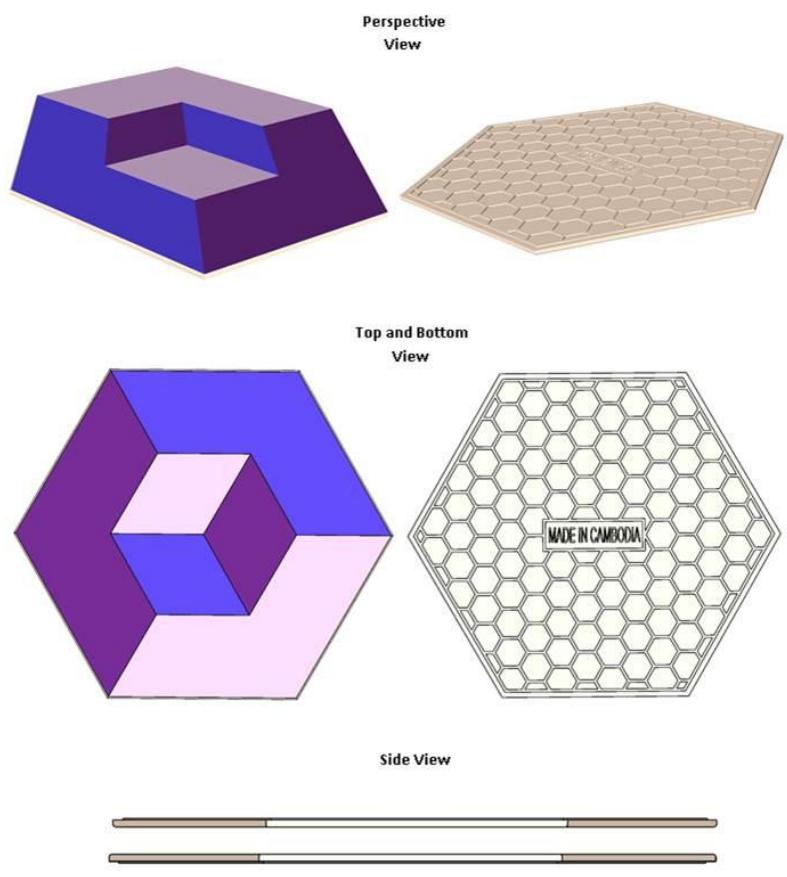 Perspective
View
Top and Bottom
View
MADE IN CAMBODIA
Side View